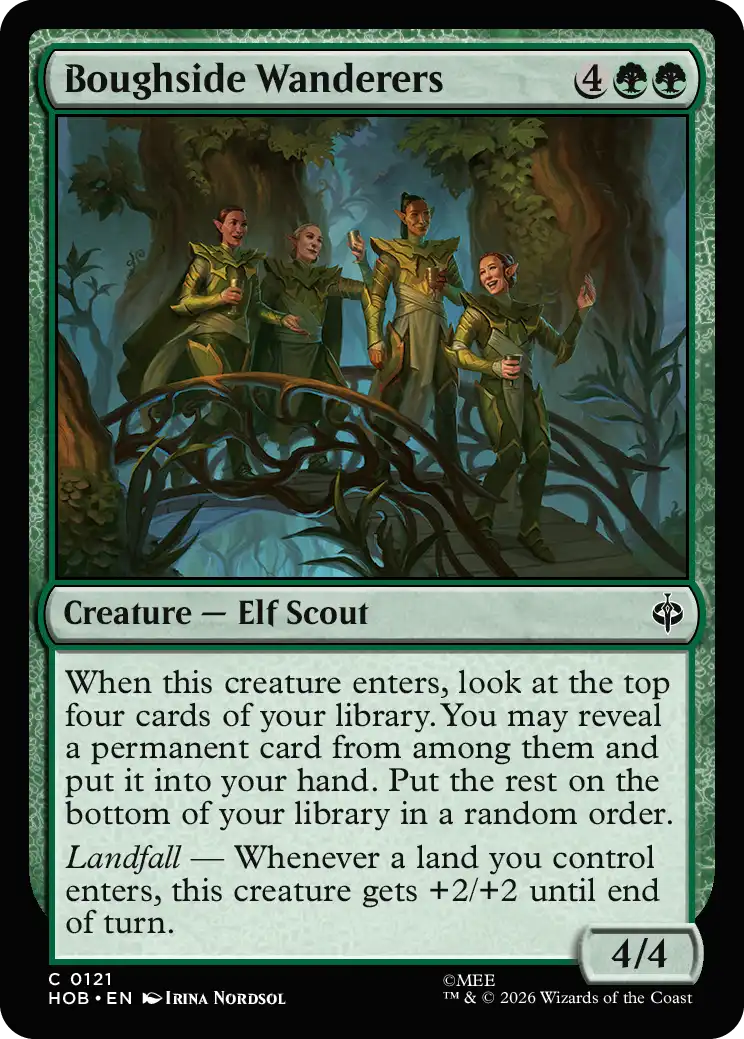 Boughside Wanderers 4
Creature — Elf Scout
When this creature enters, look at the top
four cards of your library. You may reveal
a permanent card from among them and
put it into your hand. Put the rest on the
bottom of your library in a random order.
Landfall — Whenever a land you control
enters, this creature gets +2/+2 until end
of turn.
4/4
C 0121
HOB • EN Irina Nordsol
©MEE
™ & © 2026 Wizards of the Coast